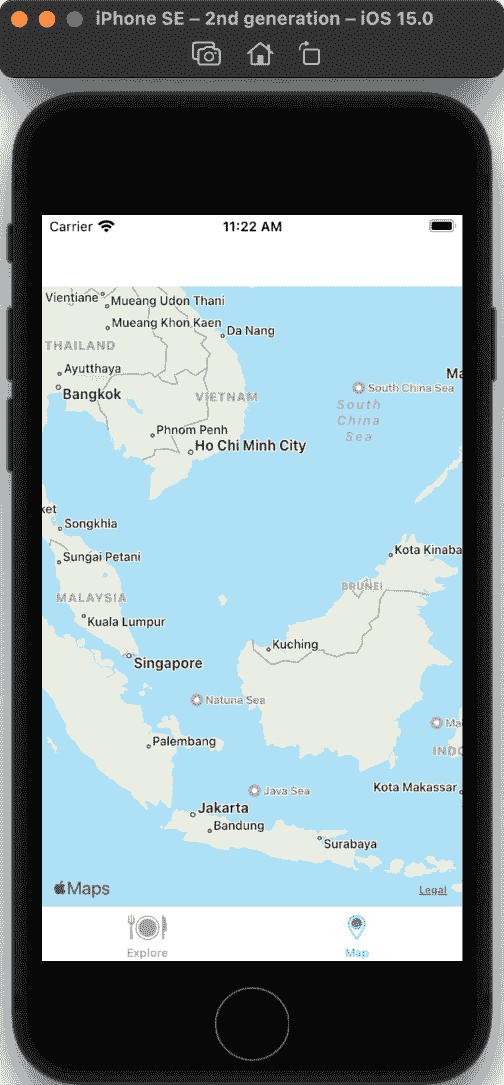 iPhone SE – 2nd generation – iOS 15.0
Carrier 11:22 AM
Vientiane
Mueang Udon Thani
Mueang Khon Kaen
Da Nang
THAILAND
Ayutthaya
Bangkok
VIETNAM
Ma
South China Sea
South
China
Sea
Phnom Penh
Ho Chi Minh City
ket
Songkhla
Sungai Petani
Kota Kinaba
BRUNEI
MALAYSIA
Kuala Lumpur
Kuching
Singapore
Natuna Sea
Ma
Palembang
INDO
Java Sea
Kota Makassar
Jakarta
Bandung
Surabaya
Maps
Legal
Explore
Map